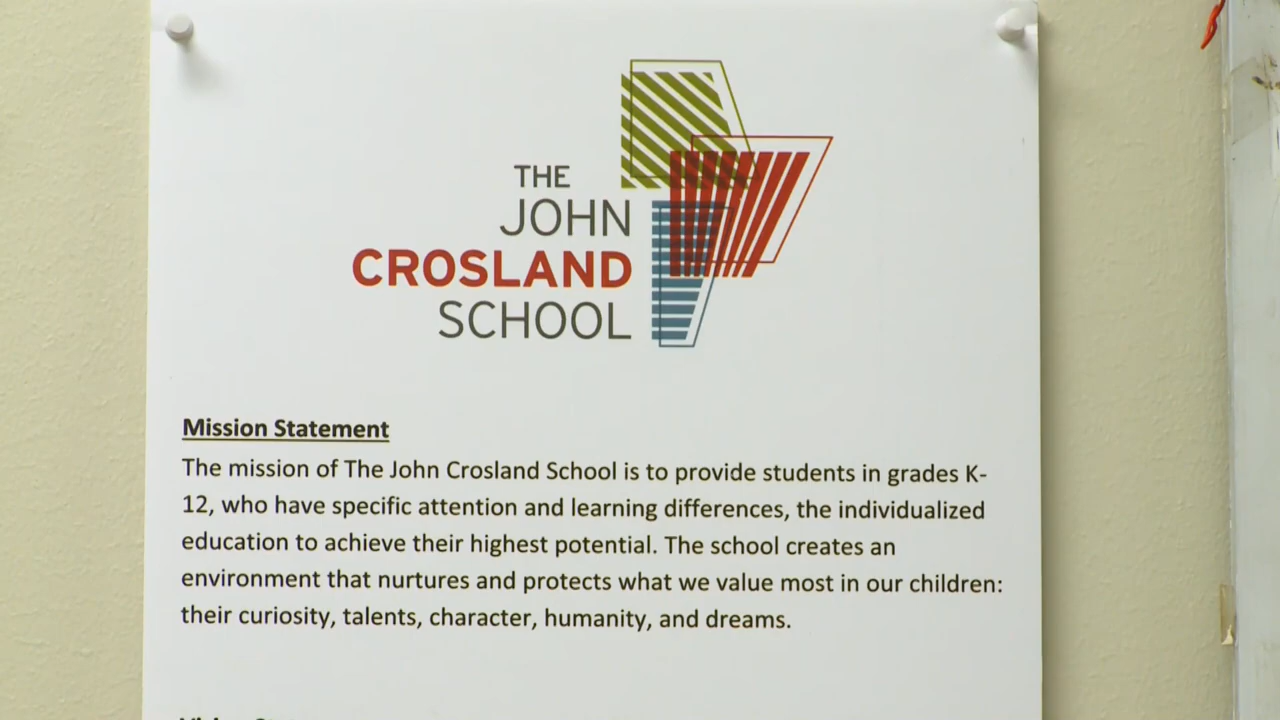 THE
JOHN
CROSLAND
SCHOOL
Mission Statement
The mission of The John Crosland School is to provide students in grades K-
12, who have specific attention and learning differences, the individualized
education to achieve their highest potential. The school creates an
environment that nurtures and protects what we value most in our children:
their curiosity, talents, character, humanity, and dreams.